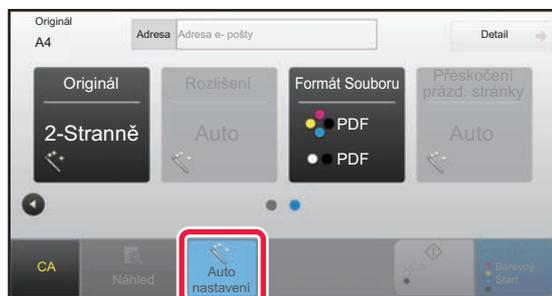 Originál
A4
Adresa
Adresa e- pošty
Detail
Originál
2-Stranně
Rozlišení
Auto
Formát Souboru
PDF
PDF
Přeskočení
prázd. stránky
Auto
CA
Náhled
Auto
nastavení
Barevný
Start